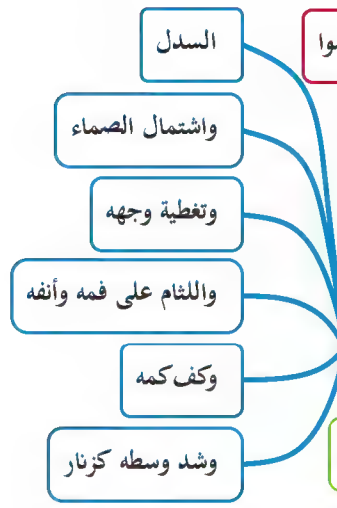 السدل
واشتمال الصماء
وتغطية وجهه
واللثام على فمه وأنفه
وكف كمه
وشد وسطه كزنار